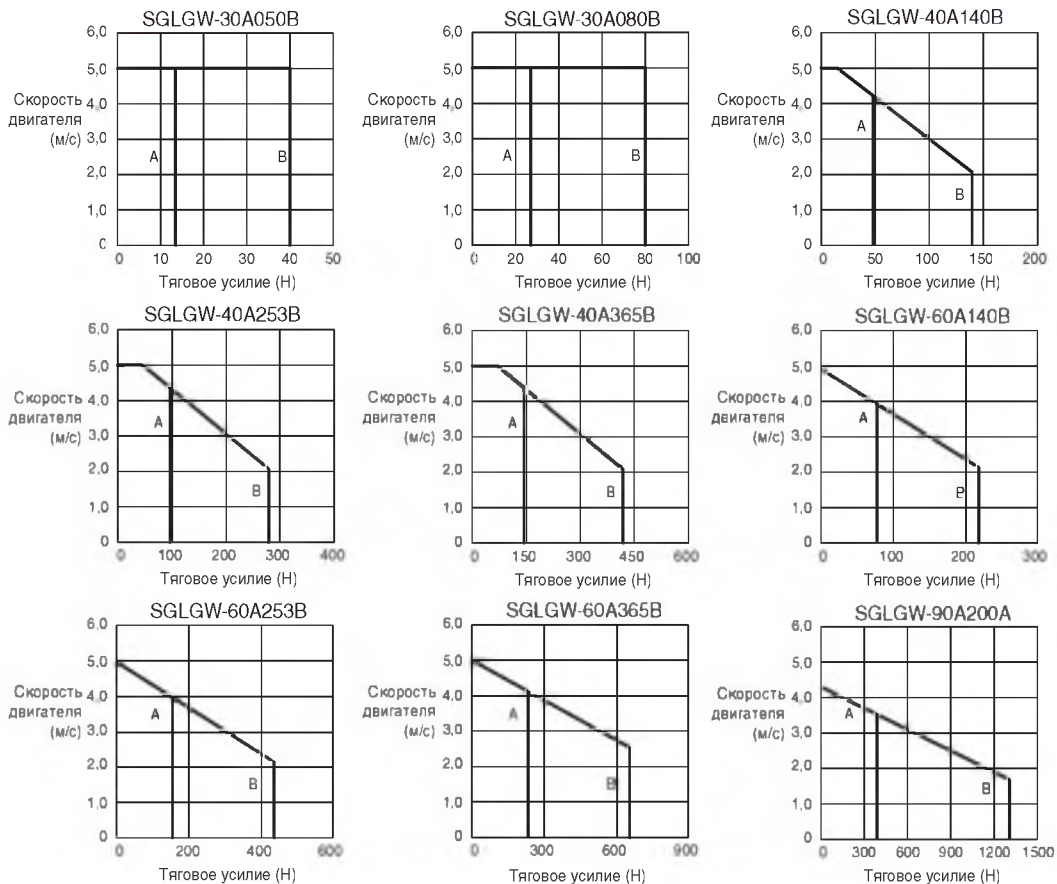 SGLGW-30A050B
6,0
5,0
4,0
3,0
2,0
1,0
0
Скорость
двигателя
(м/с)
A
B
0 10 20 30 40 50
Тяговое усилие (Н)
SGLGW-30A080B
6,0
5,0
4,0
3,0
2,0
1,0
0
Скорость
двигателя
(м/с)
A
B
0 20 40 60 80 100
Тяговое усилие (Н)
SGLGW-40A140B
6,0
5,0
4,0
3,0
2,0
1,0
0
Скорость
двигателя
(м/с)
A
B
0 50 100 150 200
Тяговое усилие (Н)
SGLGW-40A253B
6,0
5,0
4,0
3,0
2,0
1,0
0
Скорость
двигателя
(м/с)
A
B
0 100 200 300 400
Тяговое усилие (Н)
SGLGW-40A365B
6,0
5,0
4,0
3,0
2,0
1,0
0
Скорость
двигателя
(м/с)
A
B
0 150 300 450 600
Тяговое усилие (Н)
SGLGW-60A140B
6,0
5,0
4,0
3,0
2,0
1,0
0
Скорость
двигателя
(м/с)
A
P
0 100 200 300
Тяговое усилие (Н)
SGLGW-60A253B
6,0
5,0
4,0
3,0
2,0
1,0
0
Скорость
двигателя
(м/с)
A
B
0 200 400 600
Тяговое усилие (Н)
SGLGW-60A365B
6,0
5,0
4,0
3,0
2,0
1,0
0
Скорость
двигателя
(м/с)
A
B
0 300 600 900
Тяговое усилие (Н)
SGLGW-90A200A
6,0
5,0
4,0
3,0
2,0
1,0
0
Скорость
двигателя
(м/с)
A
B
0 300 600 900 1200 1500
Тяговое усилие (Н)